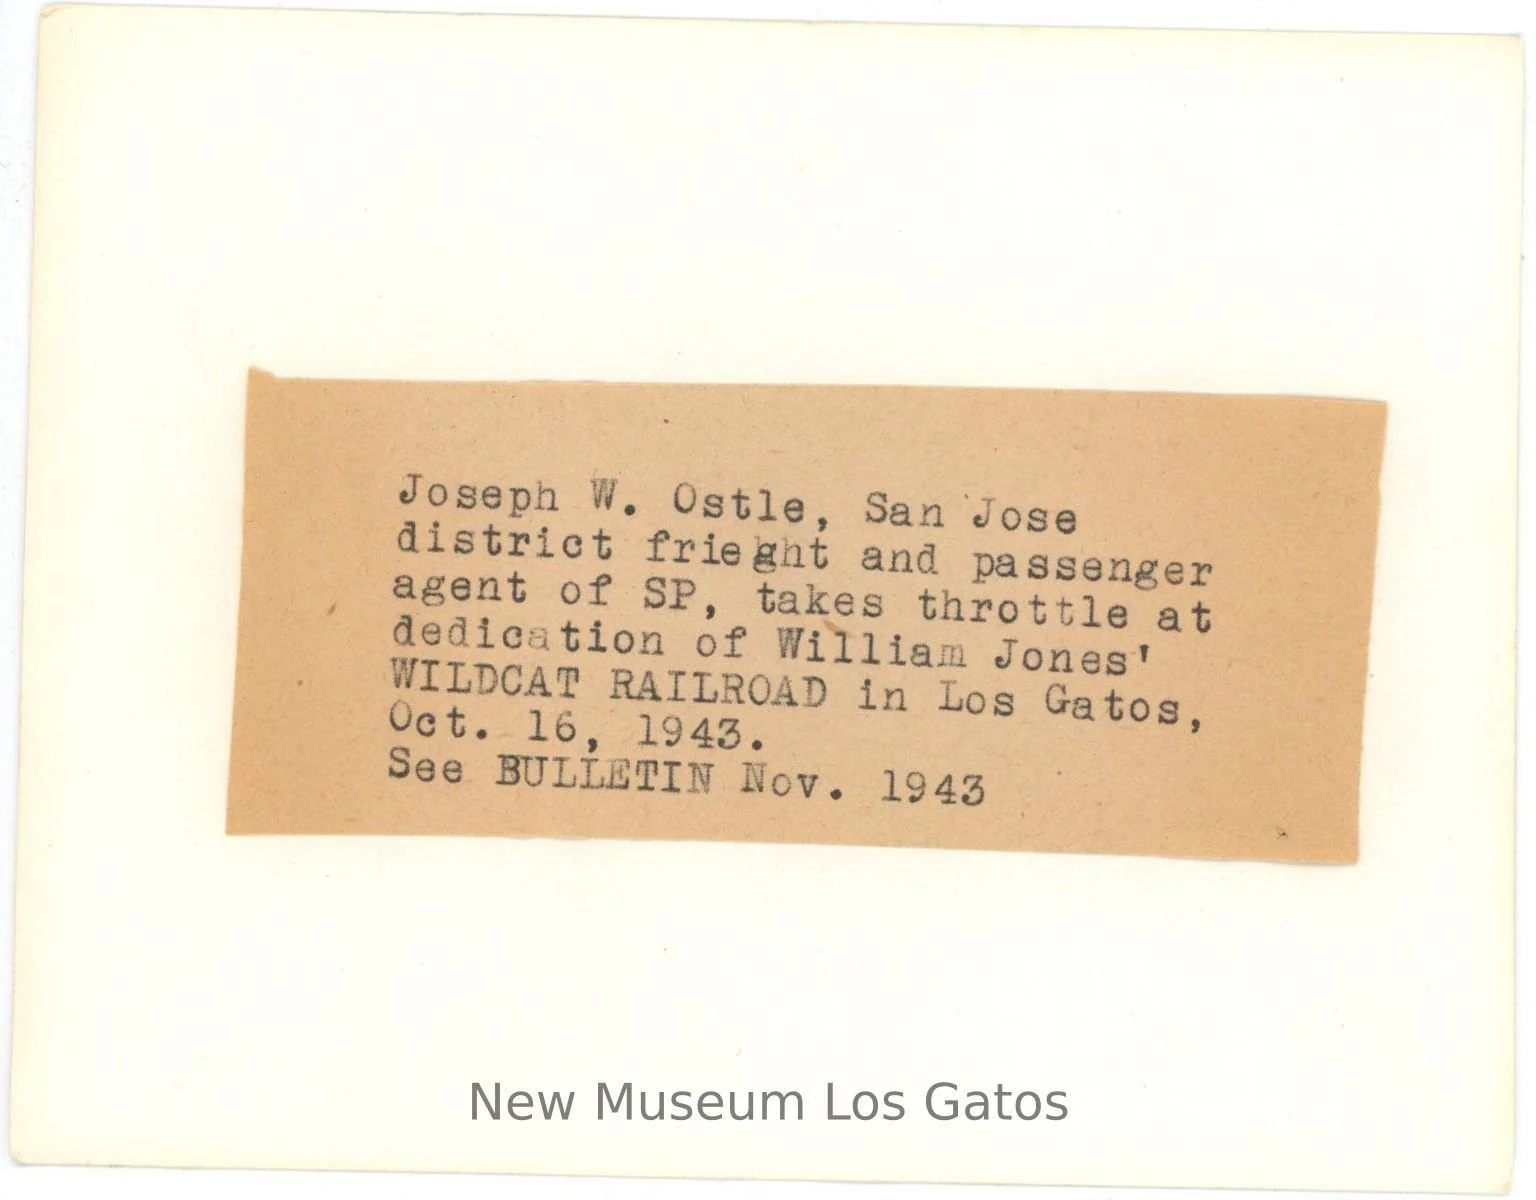 Joseph W. Ostle, San Jose
district frieght and passenger
agent of SP, takes throttle at
dedication of William Jones'
WILDCAT RAILROAD in Los Gatos,
Oct. 16, 1943.
See BULLETIN Nov. 1943
New Museum Los Gatos